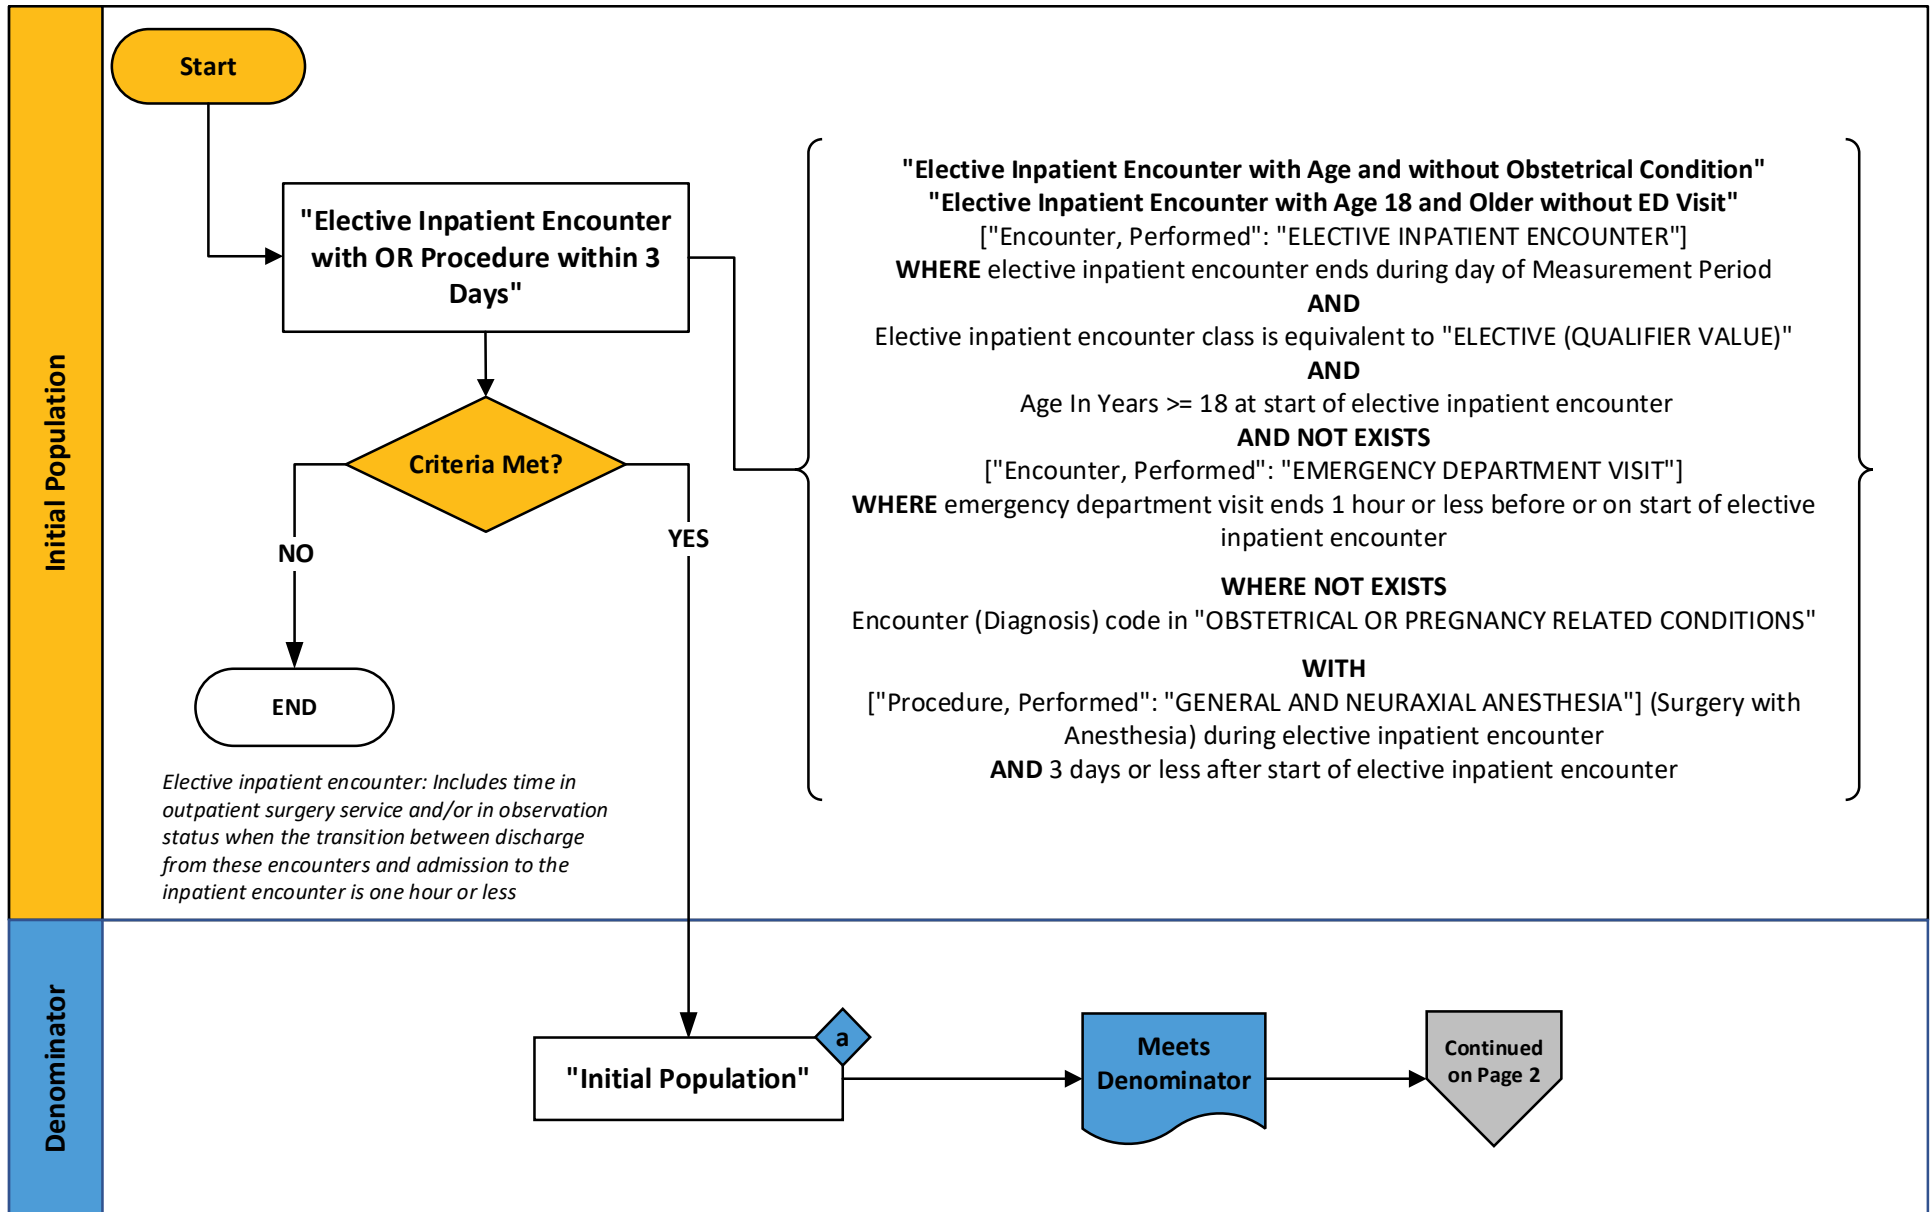 Initial Population
Start
"Elective Inpatient Encounter
with OR Procedure within 3
Days"
Criteria Met?
NO
YES
END
Elective inpatient encounter: Includes time in
outpatient surgery service and/or in observation
status when the transition between discharge
from these encounters and admission to the
inpatient encounter is one hour or less
"Elective Inpatient Encounter with Age and without Obstetrical Condition"
"Elective Inpatient Encounter with Age 18 and Older without ED Visit"
["Encounter, Performed": "ELECTIVE INPATIENT ENCOUNTER"]
WHERE elective inpatient encounter ends during day of Measurement Period
AND
Elective inpatient encounter class is equivalent to "ELECTIVE (QUALIFIER VALUE)"
AND
Age In Years >= 18 at start of elective inpatient encounter
AND NOT EXISTS
["Encounter, Performed": "EMERGENCY DEPARTMENT VISIT"]
WHERE emergency department visit ends 1 hour or less before or on start of elective
inpatient encounter
WHERE NOT EXISTS
Encounter (Diagnosis) code in "OBSTETRICAL OR PREGNANCY RELATED CONDITIONS"
WITH
["Procedure, Performed": "GENERAL AND NEURAXIAL ANESTHESIA"] (Surgery with
Anesthesia) during elective inpatient encounter
AND 3 days or less after start of elective inpatient encounter
Denominator
"Initial Population"
a
Meets
Denominator
Continued
on Page 2